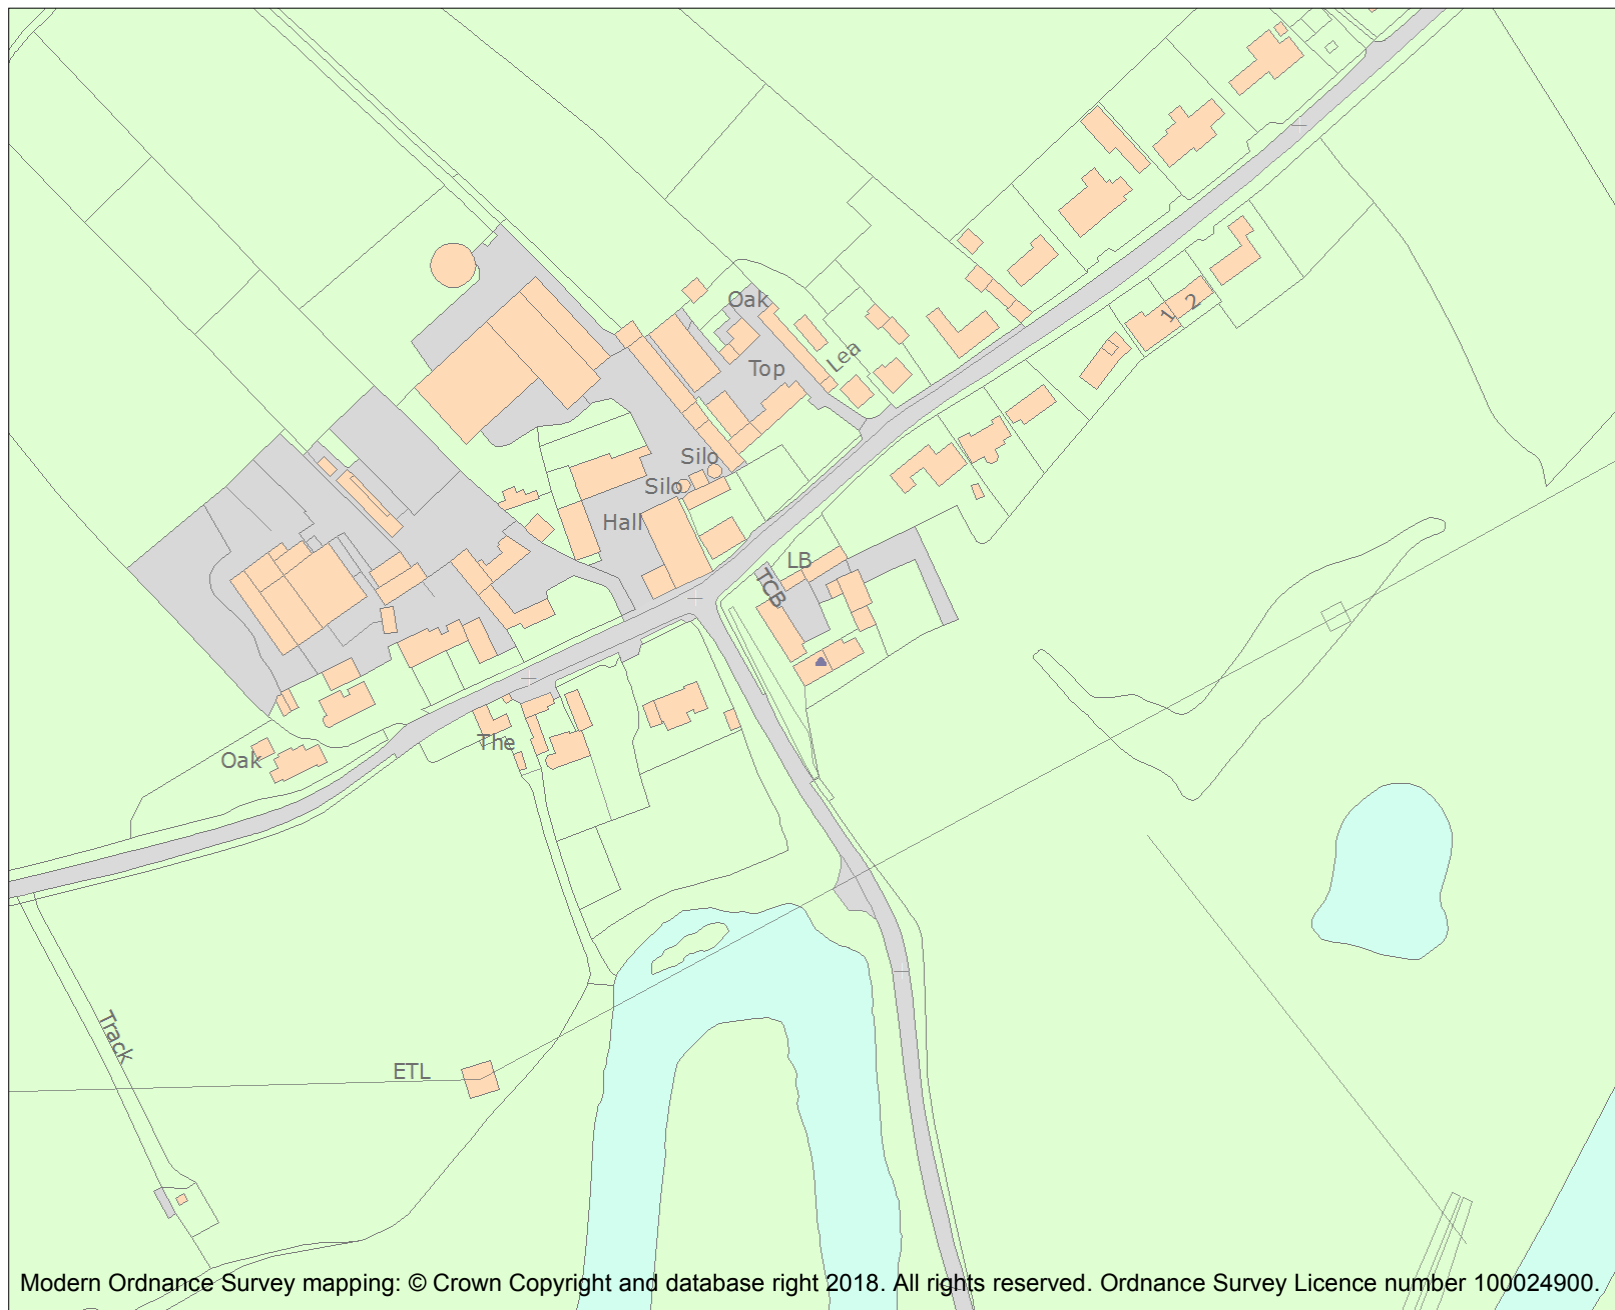 Oak
Top
Lea
1
2
Silo
Silo
Hall
LB
TCB
The
Oak
Track
ETL
Modern Ordnance Survey mapping: © Crown Copyright and database right 2018. All rights reserved. Ordnance Survey Licence number 100024900.